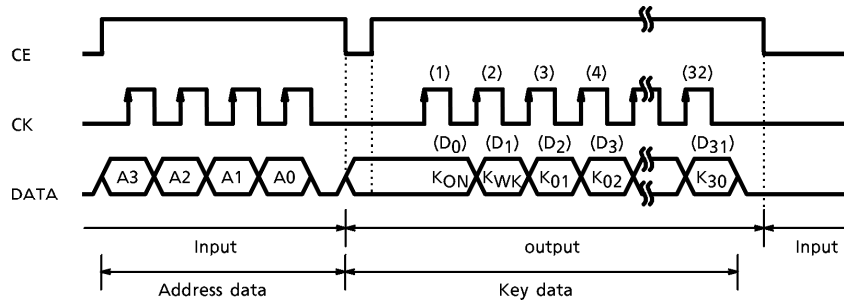 CE
(1) (2) (3) (4) (32)
CK
(D0) (D1) (D2) (D3) (D31)
DATA A3 A2 A1 A0 KON KWK K01 K02 K30
Input output Input
Address data Key data